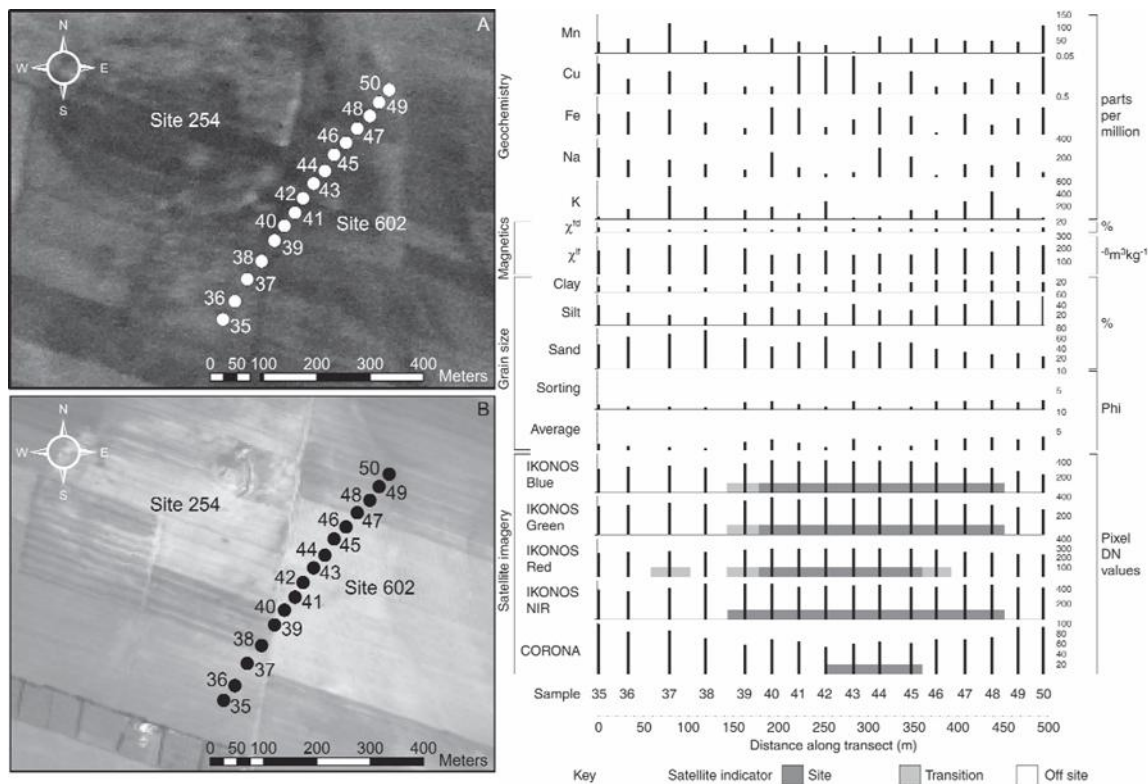 A
N
W E
S
Site 254
50
48 49
46 47
44 45
42 43
40 41
Site 602
38 39
36 37
35
0 50 100 200 300 400
Meters
B
N
W E
S
Site 254
50
48 49
46 47
44 45
42 43
40 41
Site 602
38 39
36 37
35
0 50 100 200 300 400
Meters
Geochemistry
Magnetics
Grain size
Satellite imagery
Mn 150 100 50
Cu 0.05
Fe 0.5
Na 400 200
K 600 400 200
χfd 20 %
χlf 300 200 100 -8m3kg-1
Clay 20
Silt 60 40 20 %
Sand 80 60 40 20
Sorting 10 5
Average 10 5 Phi
parts
per
million
IKONOS
Blue 400 200
IKONOS
Green 400 200
IKONOS
Red 400 300 200 100
IKONOS
NIR 400 200
CORONA 100 80 60 40 20
Pixel
DN
values
Sample 35 36 37 38 39 40 41 42 43 44 45 46 47 48 49 50
0 50 100 150 200 250 300 350 400 450 500
Distance along transect (m)
Key Satellite indicator Site Transition Off site